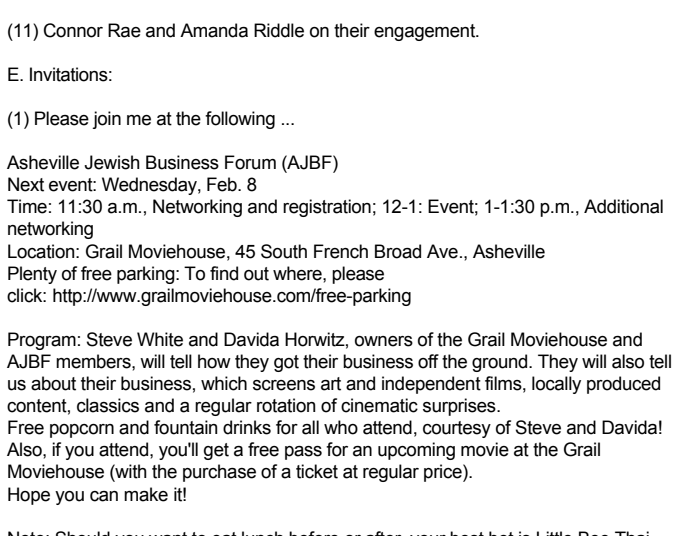 (11) Connor Rae and Amanda Riddle on their engagement.
E. Invitations:
(1) Please join me at the following ...
Asheville Jewish Business Forum (AJBF)
Next event: Wednesday, Feb. 8
Time: 11:30 a.m., Networking and registration; 12-1: Event; 1-1:30 p.m., Additional
networking
Location: Grail Moviehouse, 45 South French Broad Ave., Asheville
Plenty of free parking: To find out where, please
click: http://www.grailmoviehouse.com/free-parking
Program: Steve White and Davida Horwitz, owners of the Grail Moviehouse and
AJBF members, will tell how they got their business off the ground. They will also tell
us about their business, which screens art and independent films, locally produced
content, classics and a regular rotation of cinematic surprises.
Free popcorn and fountain drinks for all who attend, courtesy of Steve and Davida!
Also, if you attend, you'll get a free pass for an upcoming movie at the Grail
Moviehouse (with the purchase of a ticket at regular price).
Hope you can make it!
Note: Should you want to eat lunch before or after, your best bet is Little Bee Thai